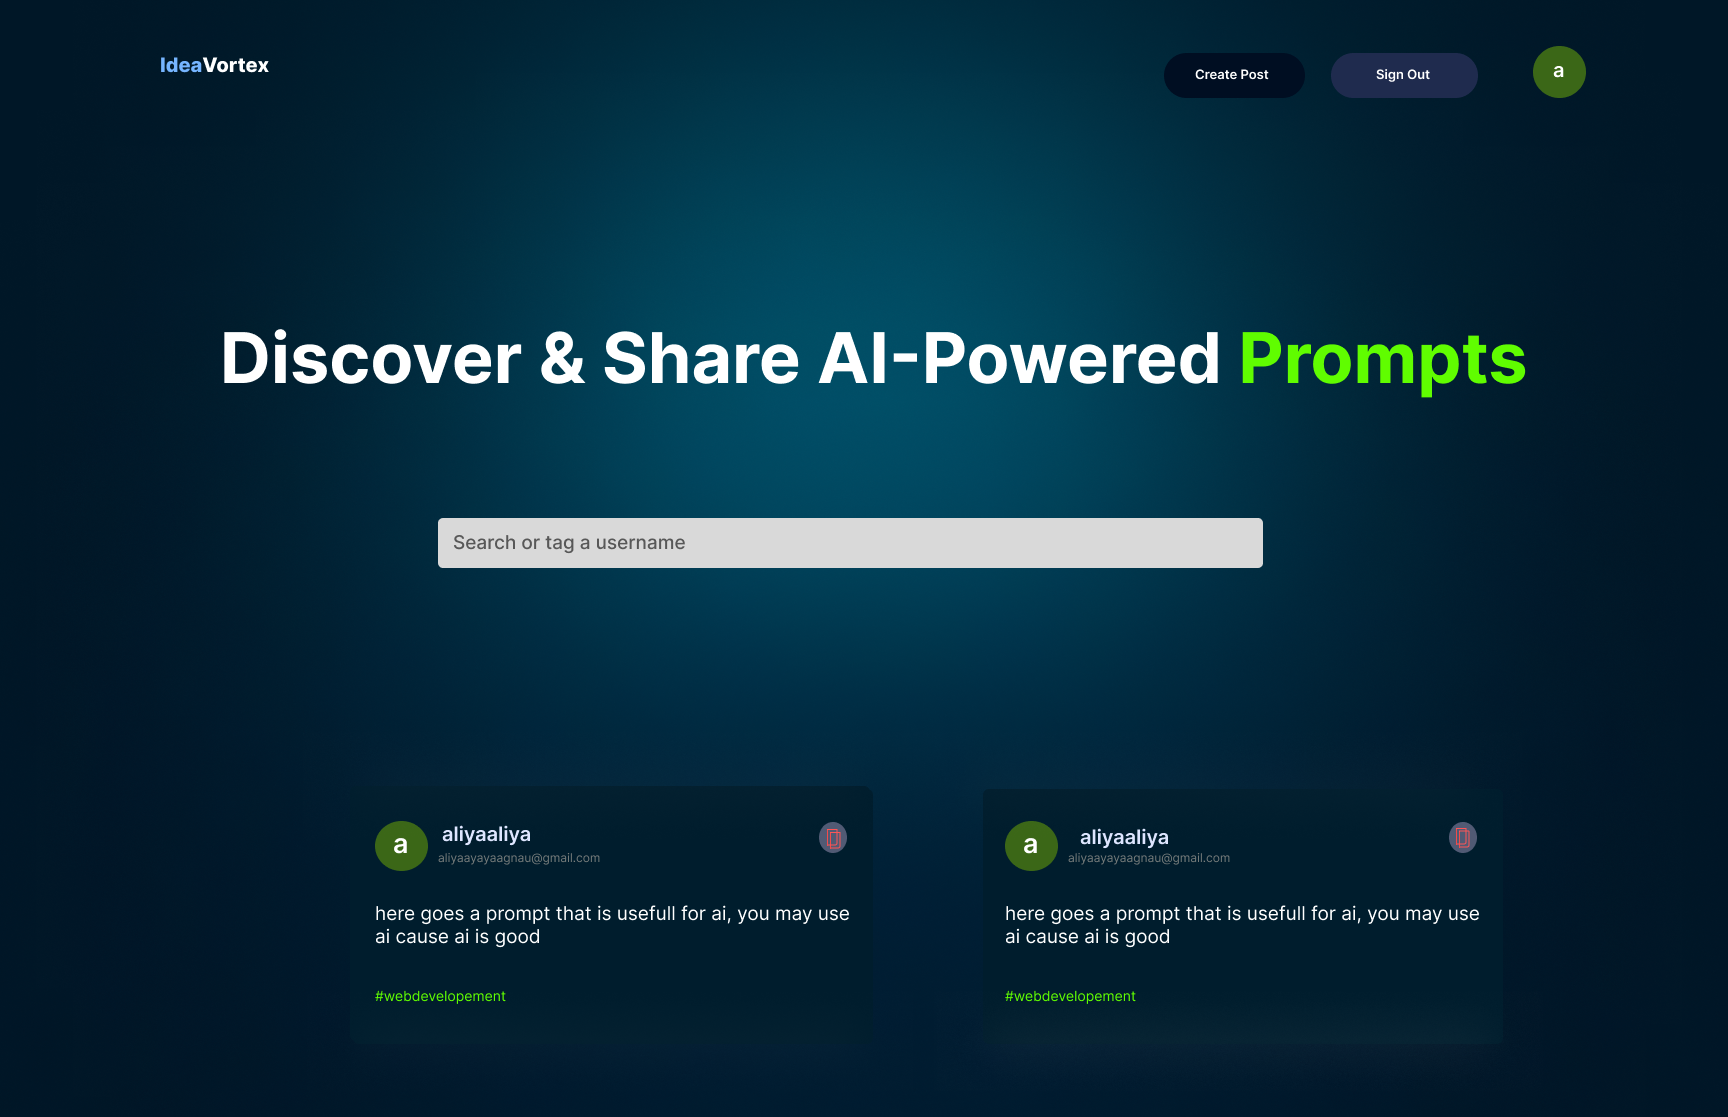 IdeaVortex
Create Post
Sign Out
a
Discover & Share AI-Powered Prompts
Search or tag a username
a
aliyaaliya
aliyaayayaagnau@gmail.com
here goes a prompt that is usefull for ai, you may use
ai cause ai is good
#webdevelopement
a
aliyaaliya
aliyaayayaagnau@gmail.com
here goes a prompt that is usefull for ai, you may use
ai cause ai is good
#webdevelopement